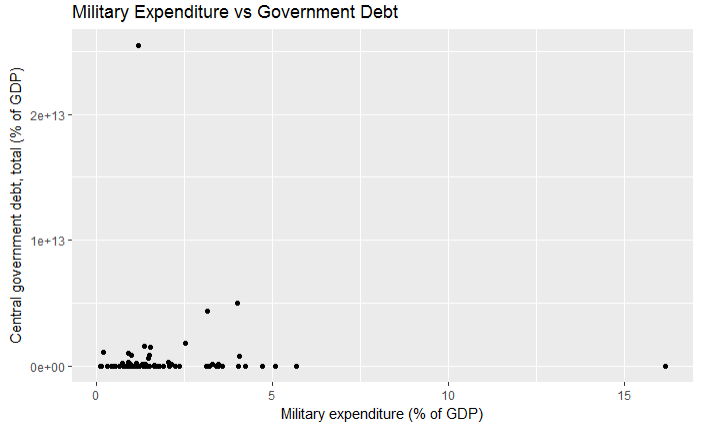 Military Expenditure vs Government Debt
Central government debt, total (% of GDP)
2e+13
1e+13
0e+00
0
5
10
15
Military expenditure (% of GDP)